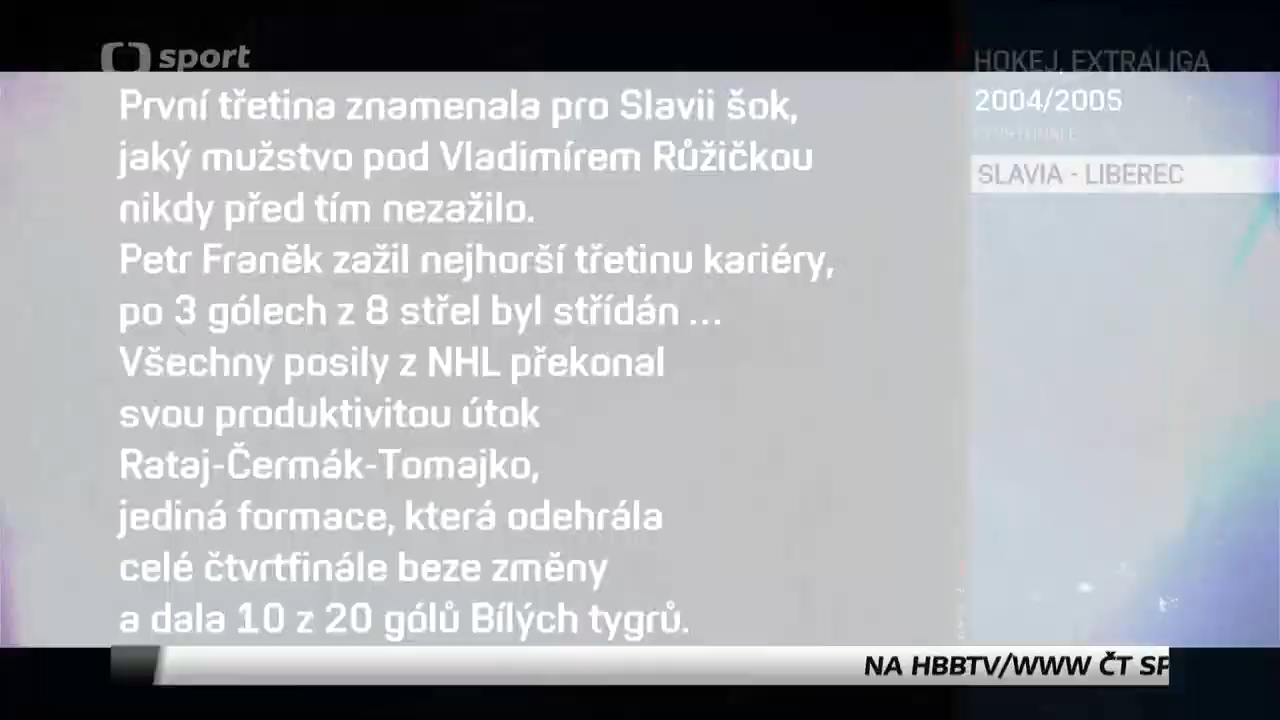 sport
HOKEJ, EXTRALIGA
2004/2005
SLAVIA - LIBEREC
První třetina znamenala pro Slavii šok,
jaký mužstvo pod Vladimírem Růžičkou
nikdy před tím nezažilo.
Petr Franěk zažil nejhorší třetinu kariéry,
po 3 gólech z 8 střel byl střídán ...
Všechny posily z NHL překonal
svou produktivitou útok
Rataj-Čermák-Tomajko,
jediná formace, která odehrála
celé čtvrtfinále beze změny
a dala 10 z 20 gólů Bílých tygrů.
NA HBBTV/WWW ČT SP